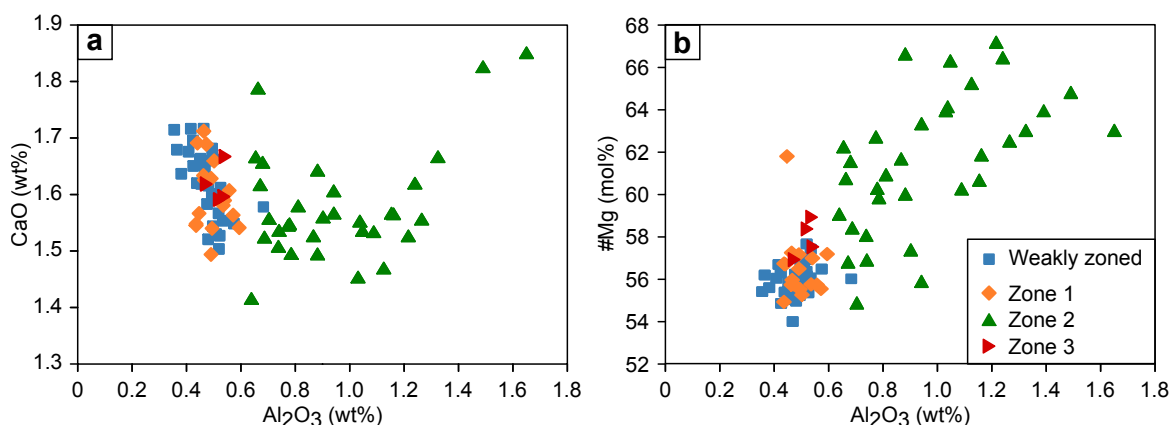 a
1.9
1.8
1.7
1.6
1.5
1.4
1.3
CaO (wt%)
0 0.2 0.4 0.6 0.8 1.0 1.2 1.4 1.6 1.8
Al₂O₃ (wt%)
b
68
66
64
62
60
58
56
54
52
#Mg (mol%)
Weakly zoned
Zone 1
Zone 2
Zone 3
0 0.2 0.4 0.6 0.8 1.0 1.2 1.4 1.6 1.8
Al₂O₃ (wt%)